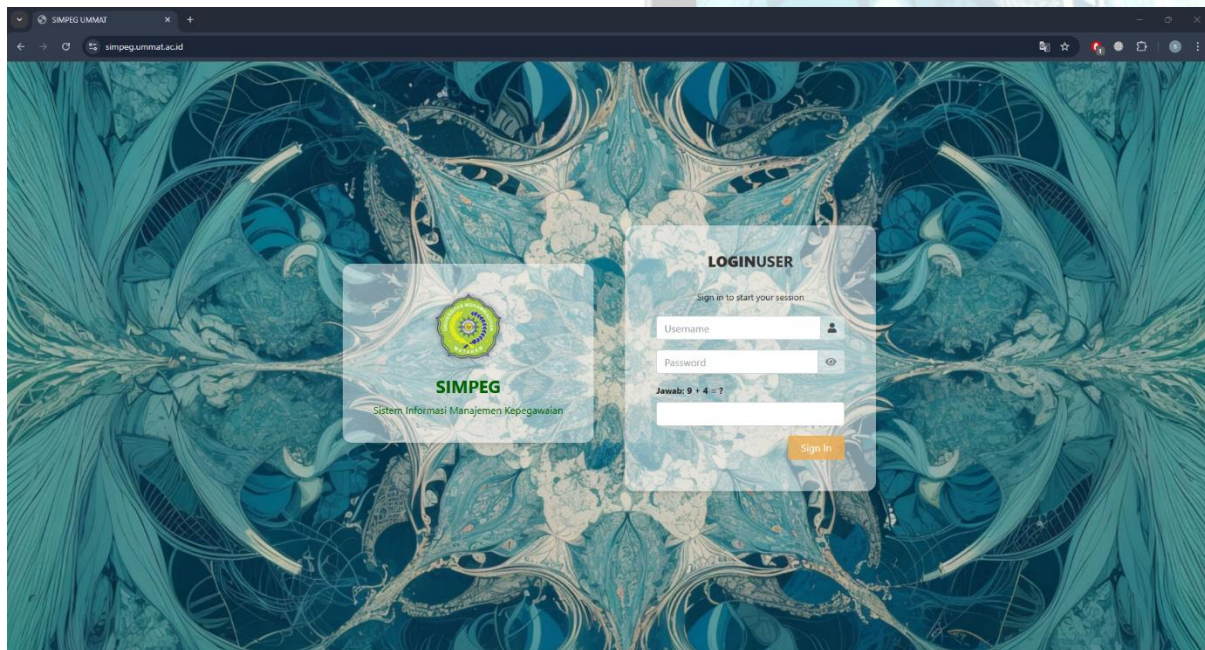 SIMPEG UMMAT
simpeg.ummat.ac.id
SIMPEG
Sistem Informasi Manajemen Kepegawaian
LOGINUSER
Sign in to start your session
Username
Password
Jawab: 9 + 4 = ?
Sign In